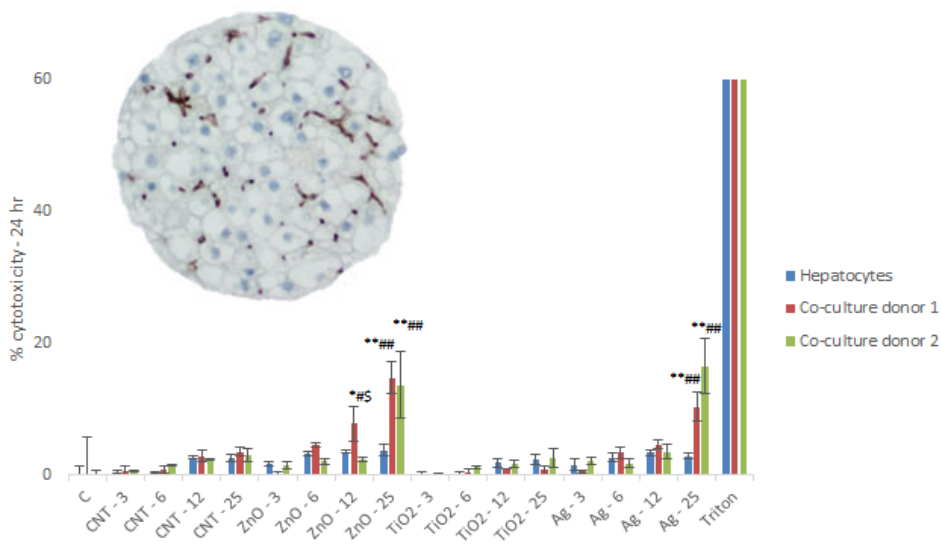 60
40
20
0
% cytotoxicity - 24 hr
**##
**##
*#$
**##
**##
C
CNT - 3
CNT - 6
CNT - 12
CNT - 25
ZnO - 3
ZnO - 6
ZnO - 12
ZnO - 25
TiO2 - 3
TiO2 - 6
TiO2 - 12
TiO2 - 25
Ag - 3
Ag - 6
Ag - 12
Ag - 25
Triton
Hepatocytes
Co-culture donor 1
Co-culture donor 2